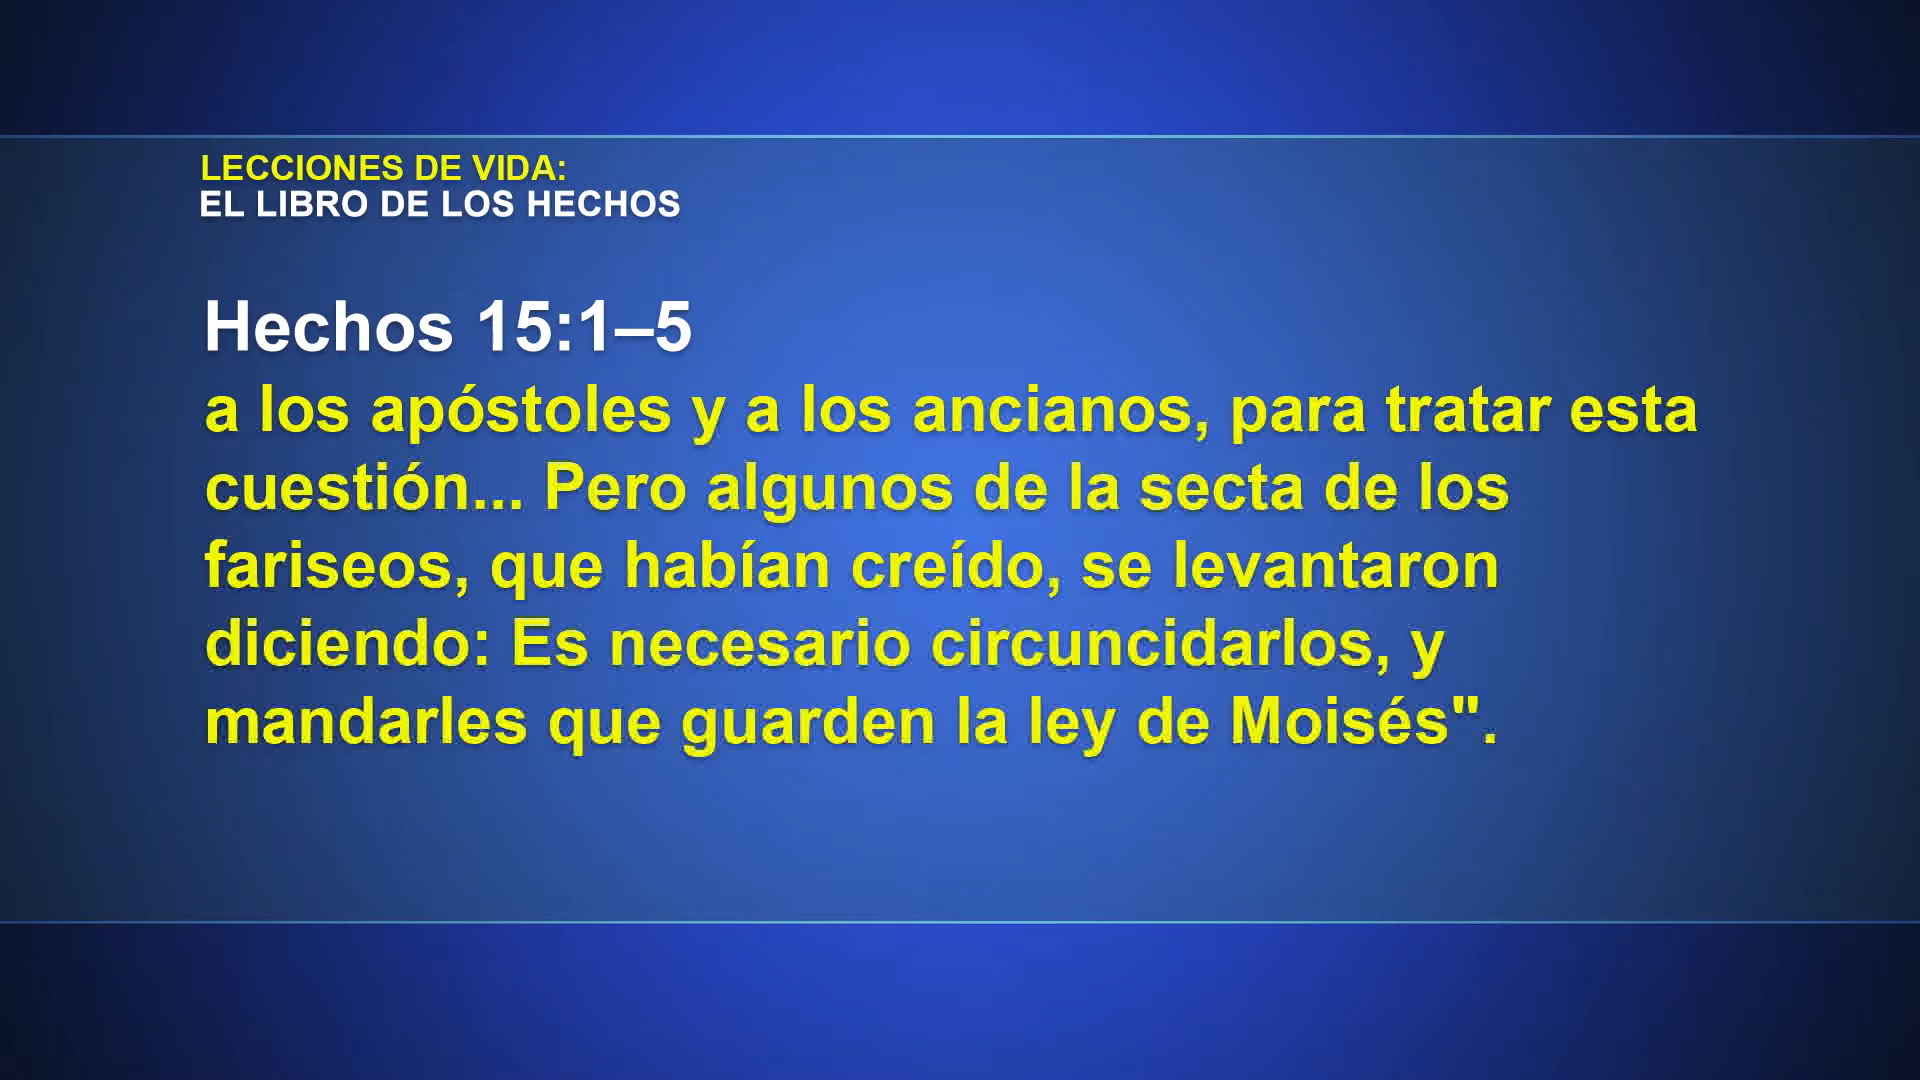 LECCIONES DE VIDA:
EL LIBRO DE LOS HECHOS
Hechos 15:1–5
a los apóstoles y a los ancianos, para tratar esta
cuestión... Pero algunos de la secta de los
fariseos, que habían creído, se levantaron
diciendo: Es necesario circuncidarlos, y
mandarles que guarden la ley de Moisés".